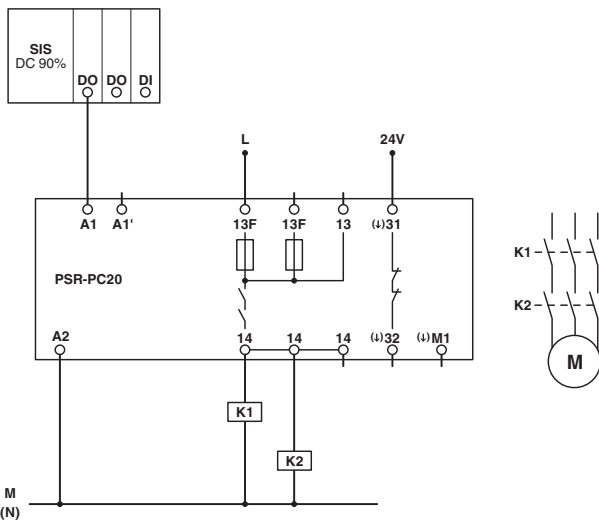 SIS
DC 90%
DO DO DI
L 24V
A1 A1' 13F 13F 13 (↓)31
PSR-PC20
K1
K2
M
A2 14 14 14 (↓)32 (↓)M1
K1
K2
M
(N)